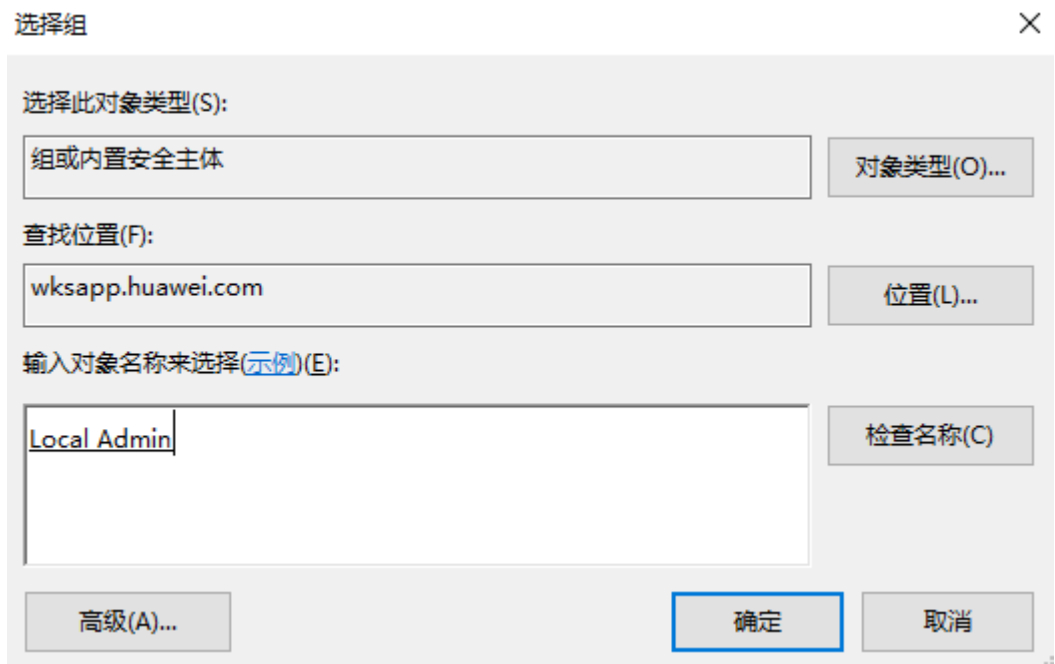 选择组
选择此对象类型(S):
组或内置安全主体
对象类型(O)...
查找位置(F):
wksapp.huawei.com
位置(L)...
输入对象名称来选择(示例)(E):
Local Admin
检查名称(C)
高级(A)...
确定
取消